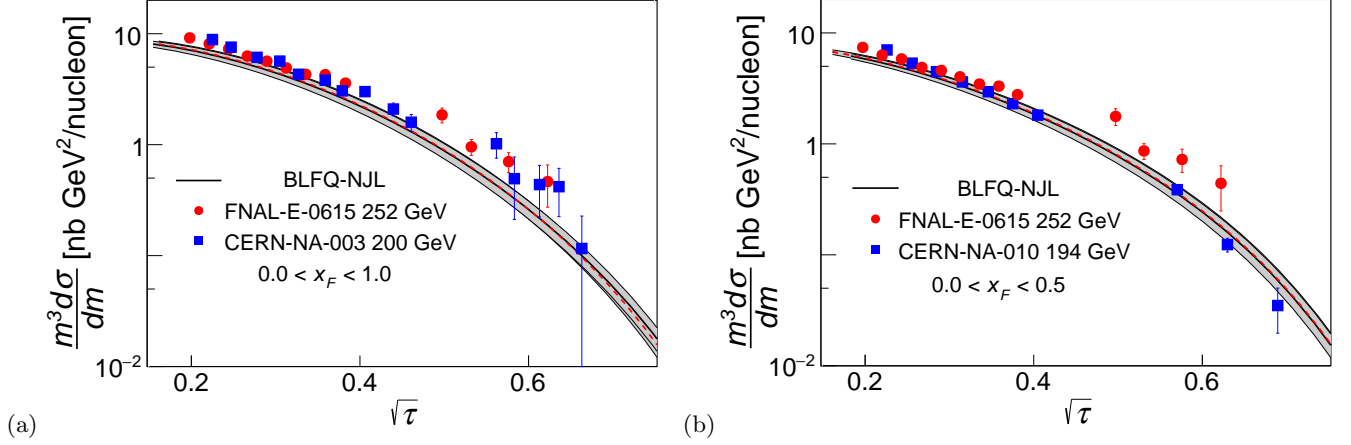 m³dσ/dm [nb GeV²/nucleon]
10
1
10⁻²
BLFQ-NJL
FNAL-E-0615 252 GeV
CERN-NA-003 200 GeV
0.0 < x_F < 1.0
0.2 0.4 0.6
√τ
(a)
m³dσ/dm [nb GeV²/nucleon]
10
1
10⁻²
BLFQ-NJL
FNAL-E-0615 252 GeV
CERN-NA-010 194 GeV
0.0 < x_F < 0.5
0.2 0.4 0.6
√τ
(b)